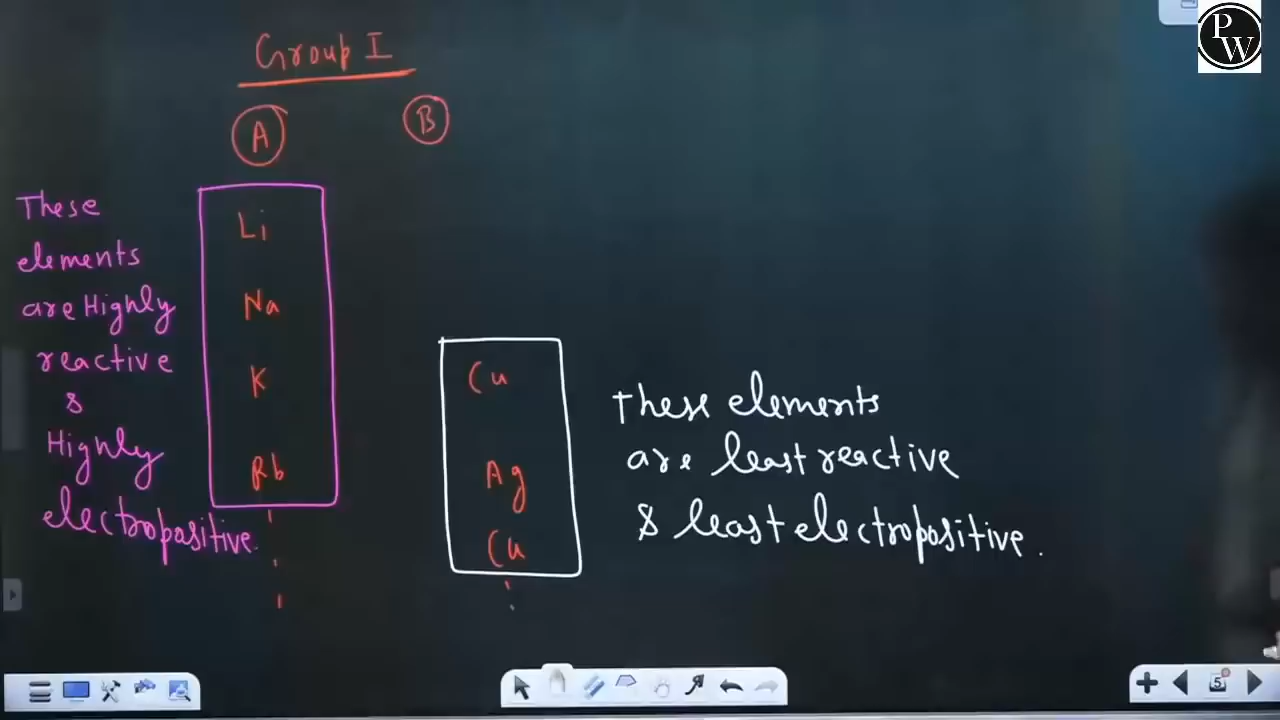 Group I
A B
These
elements
are Highly
reactive
&
Highly
electropositive.
Li
Na
K
Rb
Cu
Ag
Cu
These elements
are least reactive
& least electropositive.
PW
5